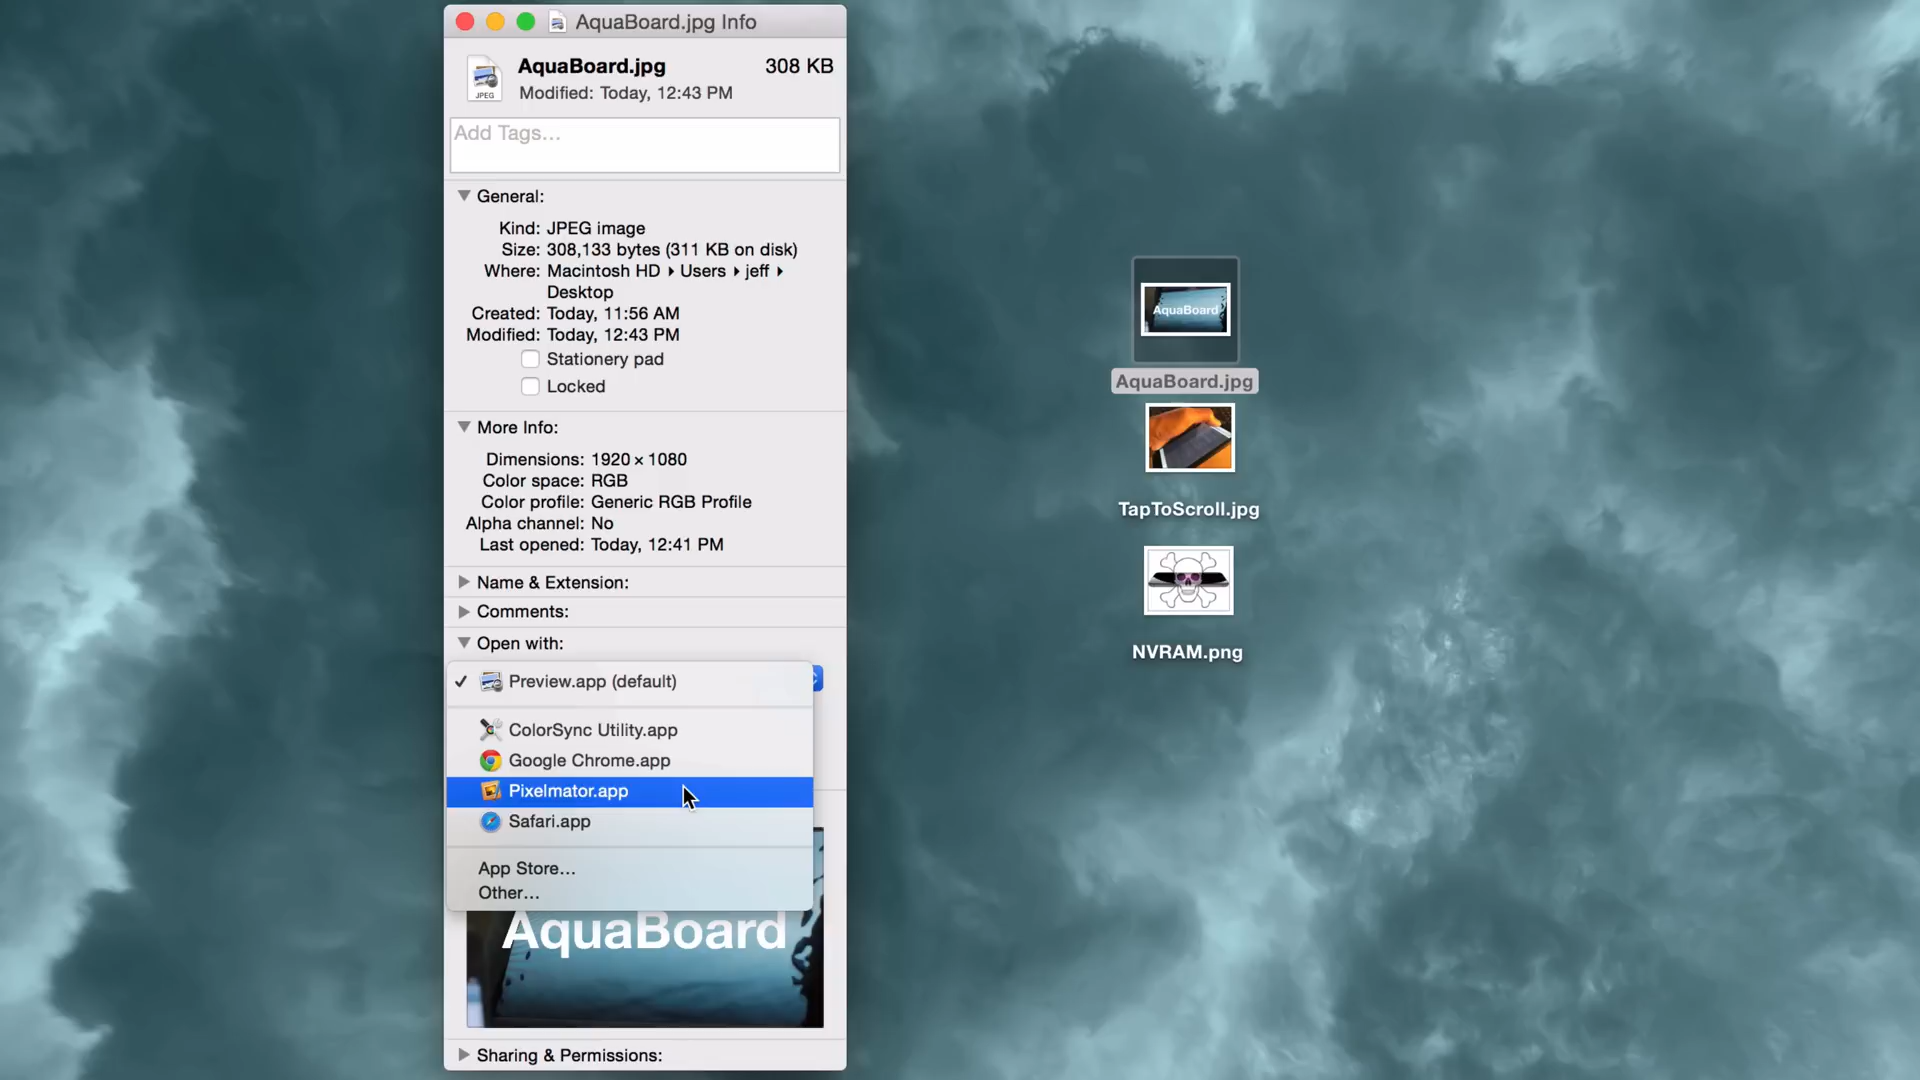 AquaBoard.jpg Info
AquaBoard.jpg 308 KB
Modified: Today, 12:43 PM
JPEG
Add Tags...
General:
Kind: JPEG image
Size: 308,133 bytes (311 KB on disk)
Where: Macintosh HD ▸ Users ▸ jeff ▸
Desktop
Created: Today, 11:56 AM
Modified: Today, 12:43 PM
Stationery pad
Locked
More Info:
Dimensions: 1920 × 1080
Color space: RGB
Color profile: Generic RGB Profile
Alpha channel: No
Last opened: Today, 12:41 PM
Name & Extension:
Comments:
Open with:
✓ Preview.app (default)
ColorSync Utility.app
Google Chrome.app
Pixelmator.app
Safari.app
App Store...
Other...
AquaBoard
Sharing & Permissions:
AquaBoard
AquaBoard.jpg
TapToScroll.jpg
NVRAM.png